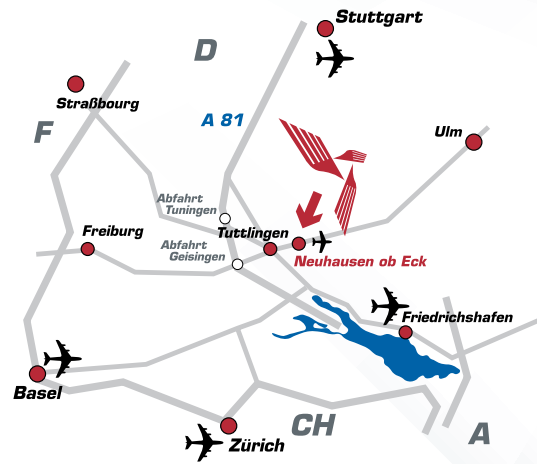 Stuttgart
D
Straßbourg
A 81
F
Ulm
Abfahrt
Tuningen
Freiburg
Tuttlingen
Abfahrt
Geisingen
Neuhausen ob Eck
Friedrichshafen
Basel
CH
A
Zürich